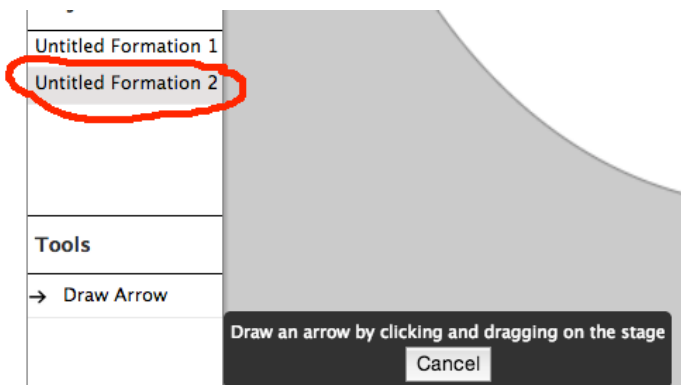 Untitled Formation 1
Untitled Formation 2
Tools
→ Draw Arrow
Draw an arrow by clicking and dragging on the stage
Cancel